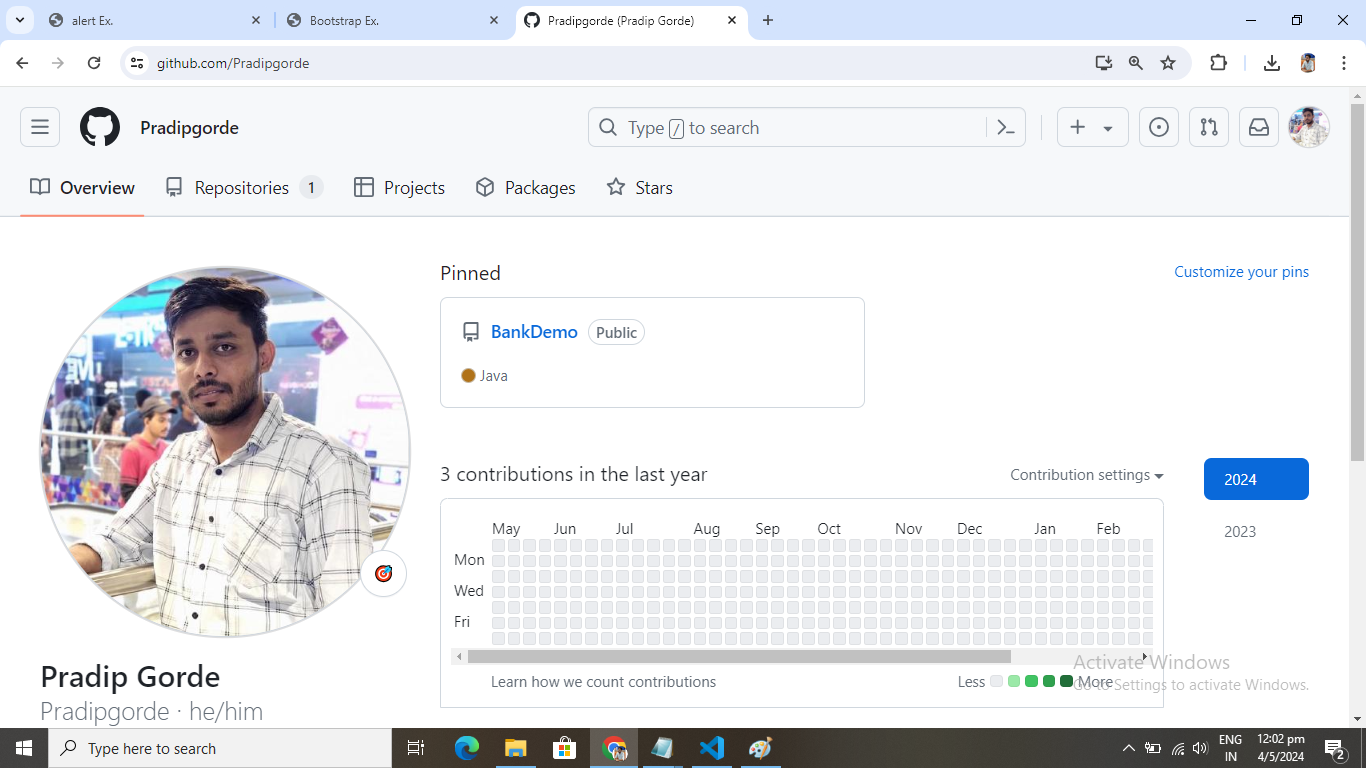 alert Ex.
Bootstrap Ex.
Pradipgorde (Pradip Gorde)
github.com/Pradipgorde
Pradipgorde
Type / to search
Overview
Repositories 1
Projects
Packages
Stars
Pinned
Customize your pins
BankDemo Public
Java
3 contributions in the last year
Contribution settings
2024
2023
May Jun Jul Aug Sep Oct Nov Dec Jan Feb
Mon
Wed
Fri
Learn how we count contributions
Less More
Pradip Gorde
Pradipgorde · he/him
Activate Windows
Go to Settings to activate Windows.
Type here to search
ENG
IN
12:02 pm
4/5/2024
2